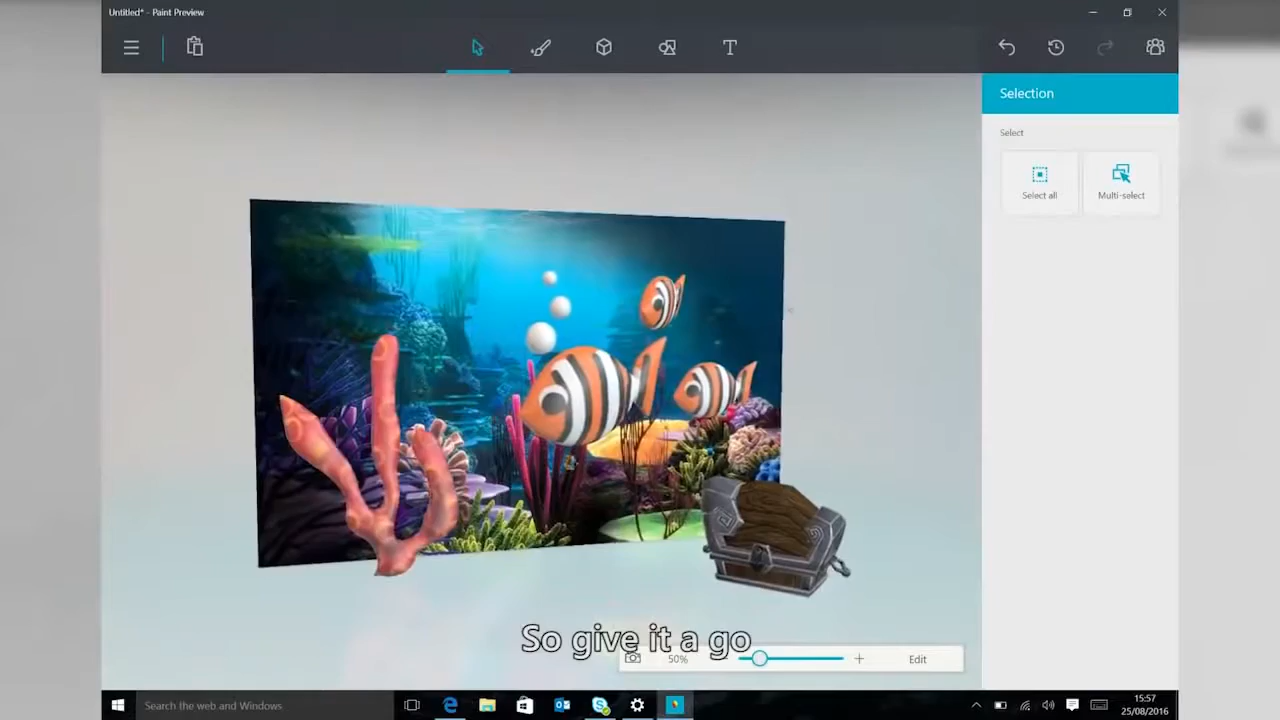 Untitled* - Paint Preview
T
Selection
Select
Select all
Multi-select
So give it a go
50%
Edit
Search the web and Windows
15:57
25/08/2016